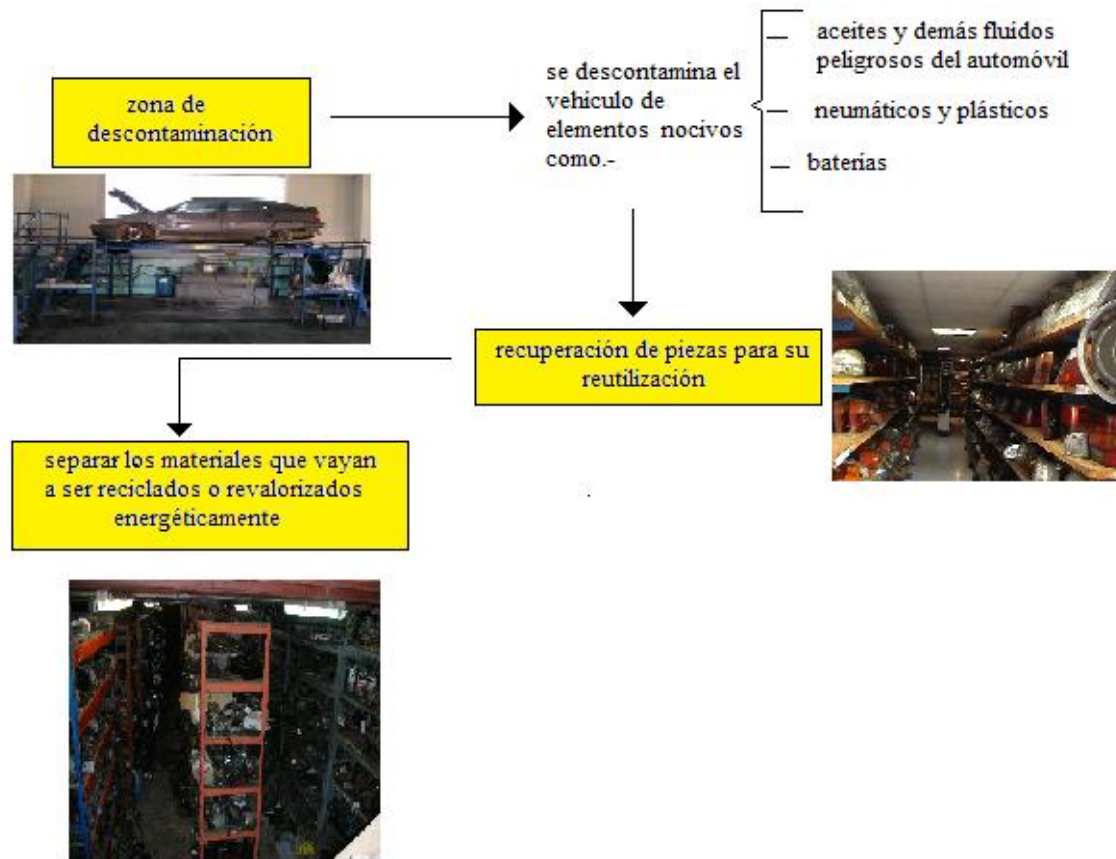 zona de
descontaminación
se descontamina el
vehículo de
elementos nocivos
como.-
aceites y demás fluidos
peligrosos del automóvil
neumáticos y plásticos
baterías
recuperación de piezas para su
reutilización
separar los materiales que vayan
a ser reciclados o revalorizados
energéticamente